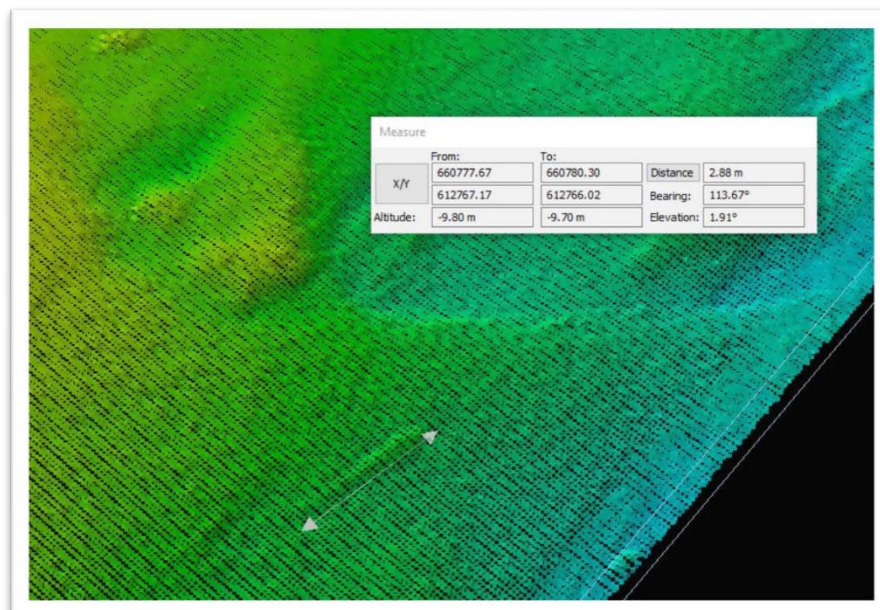 Measure
From: To:
X/Y 660777.67 660780.30 Distance 2.88 m
612767.17 612766.02 Bearing: 113.67°
Altitude: -9.80 m -9.70 m Elevation: 1.91°